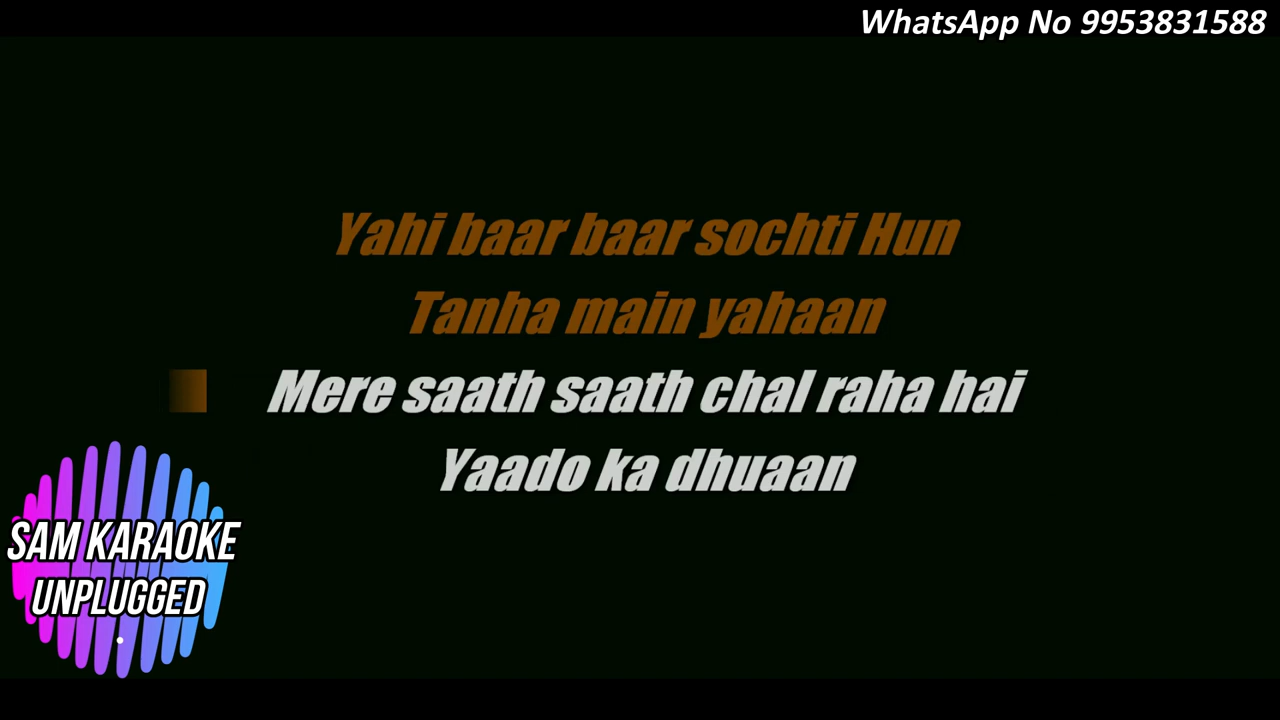 WhatsApp No 9953831588
Yahi baar baar sochti Hun
Tanha main yahaan
Mere saath saath chal raha hai
Yaado ka dhuaan
SAM KARAOKE
UNPLUGGED